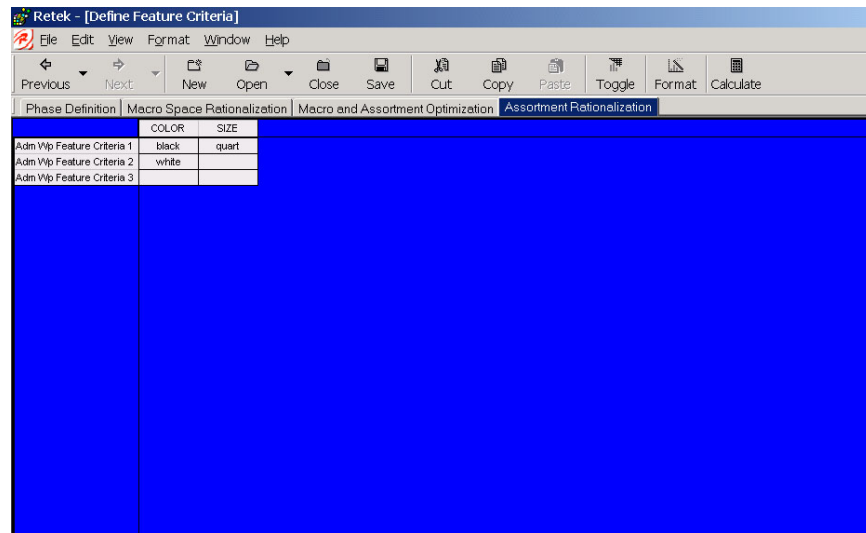 Retek - [Define Feature Criteria]
File Edit View Format Window Help
Previous Next New Open Close Save Cut Copy Paste Toggle Format Calculate
Phase Definition Macro Space Rationalization Macro and Assortment Optimization Assortment Rationalization
COLOR SIZE
Adm Wp Feature Criteria 1 black quart
Adm Wp Feature Criteria 2 white
Adm Wp Feature Criteria 3